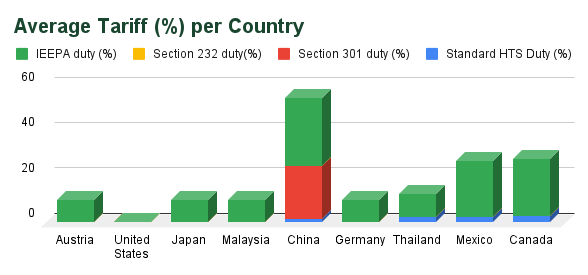 Average Tariff (%) per Country
IEEPA duty (%) Section 232 duty(%) Section 301 duty (%) Standard HTS Duty (%)
60
40
20
0
Austria United States Japan Malaysia China Germany Thailand Mexico Canada